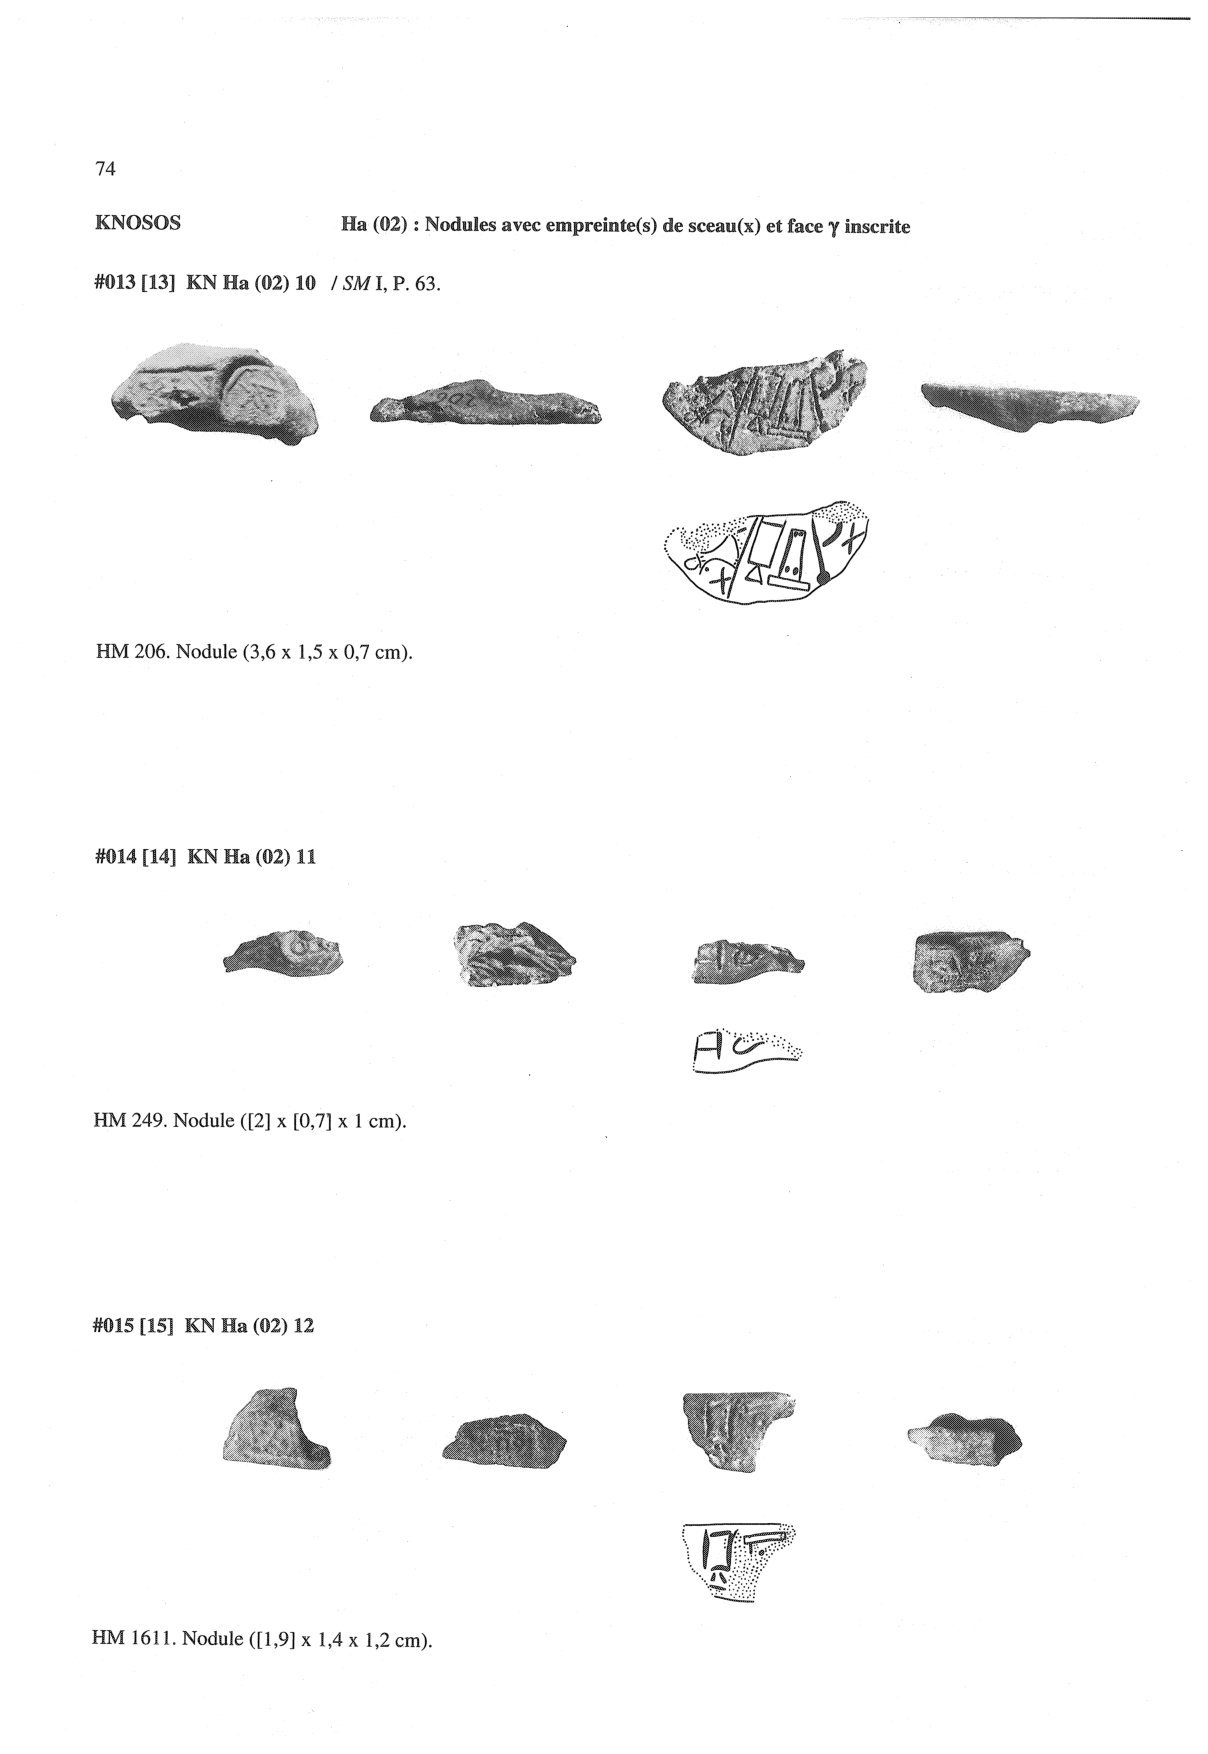 74
KNOSOS Ha (02) : Nodules avec empreinte(s) de sceau(x) et face γ inscrite
#013 [13] KN Ha (02) 10 / SM I, P. 63.
HM 206. Nodule (3,6 x 1,5 x 0,7 cm).
#014 [14] KN Ha (02) 11
HM 249. Nodule ([2] x [0,7] x 1 cm).
#015 [15] KN Ha (02) 12
HM 1611. Nodule ([1,9] x 1,4 x 1,2 cm).